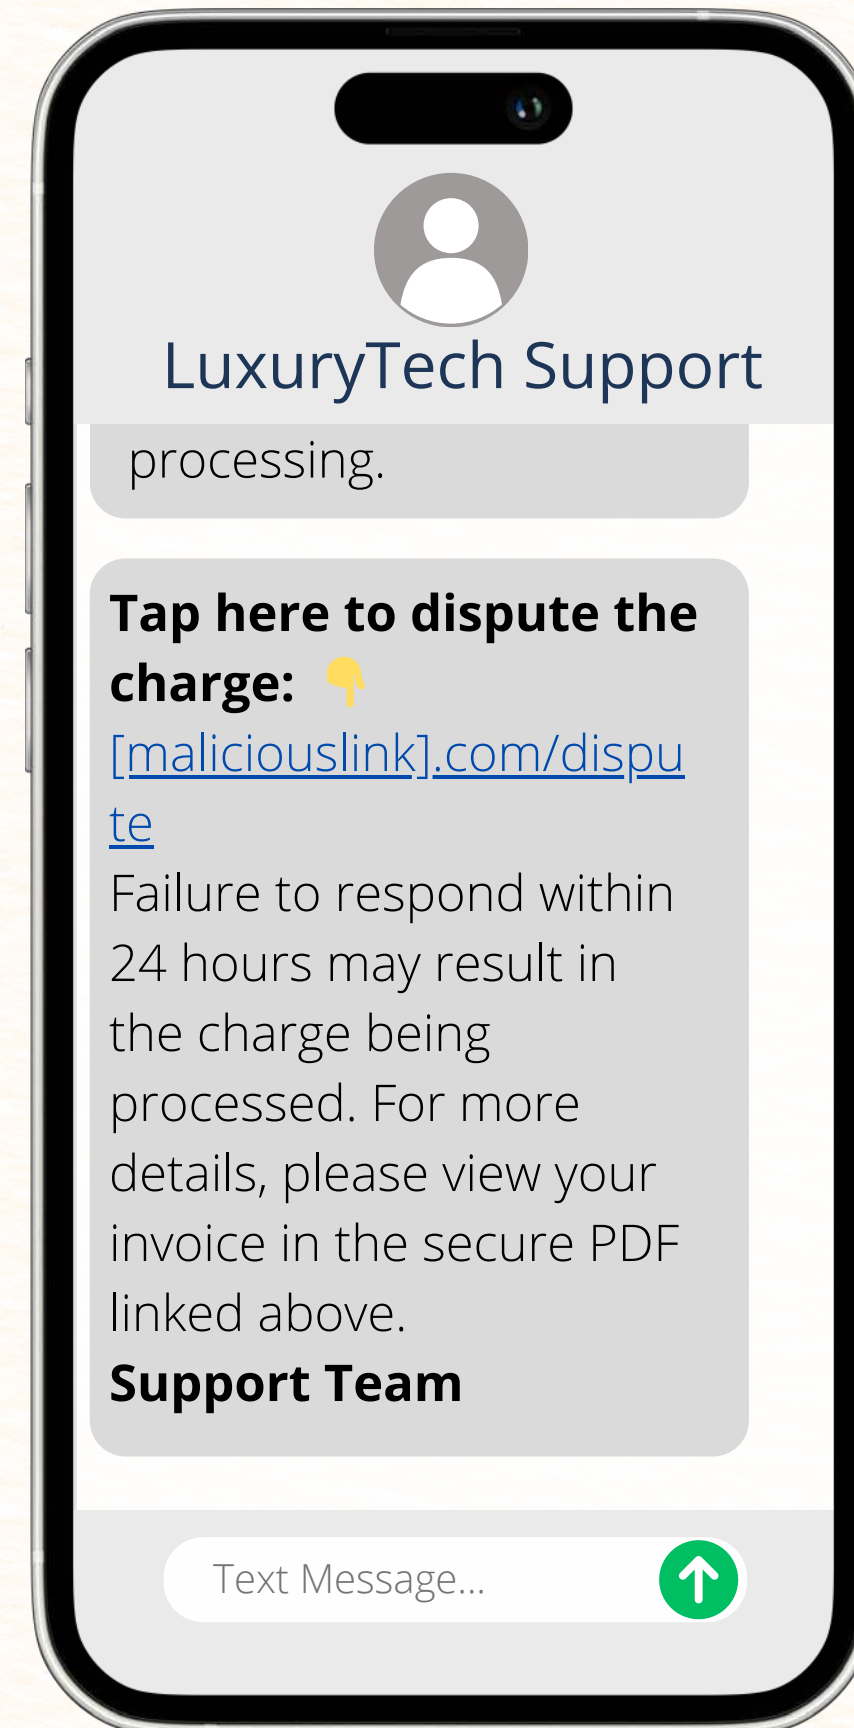 LuxuryTech Support
processing.
Tap here to dispute the
charge: 👇
[maliciouslink].com/dispu
te
Failure to respond within
24 hours may result in
the charge being
processed. For more
details, please view your
invoice in the secure PDF
linked above.
Support Team
Text Message...